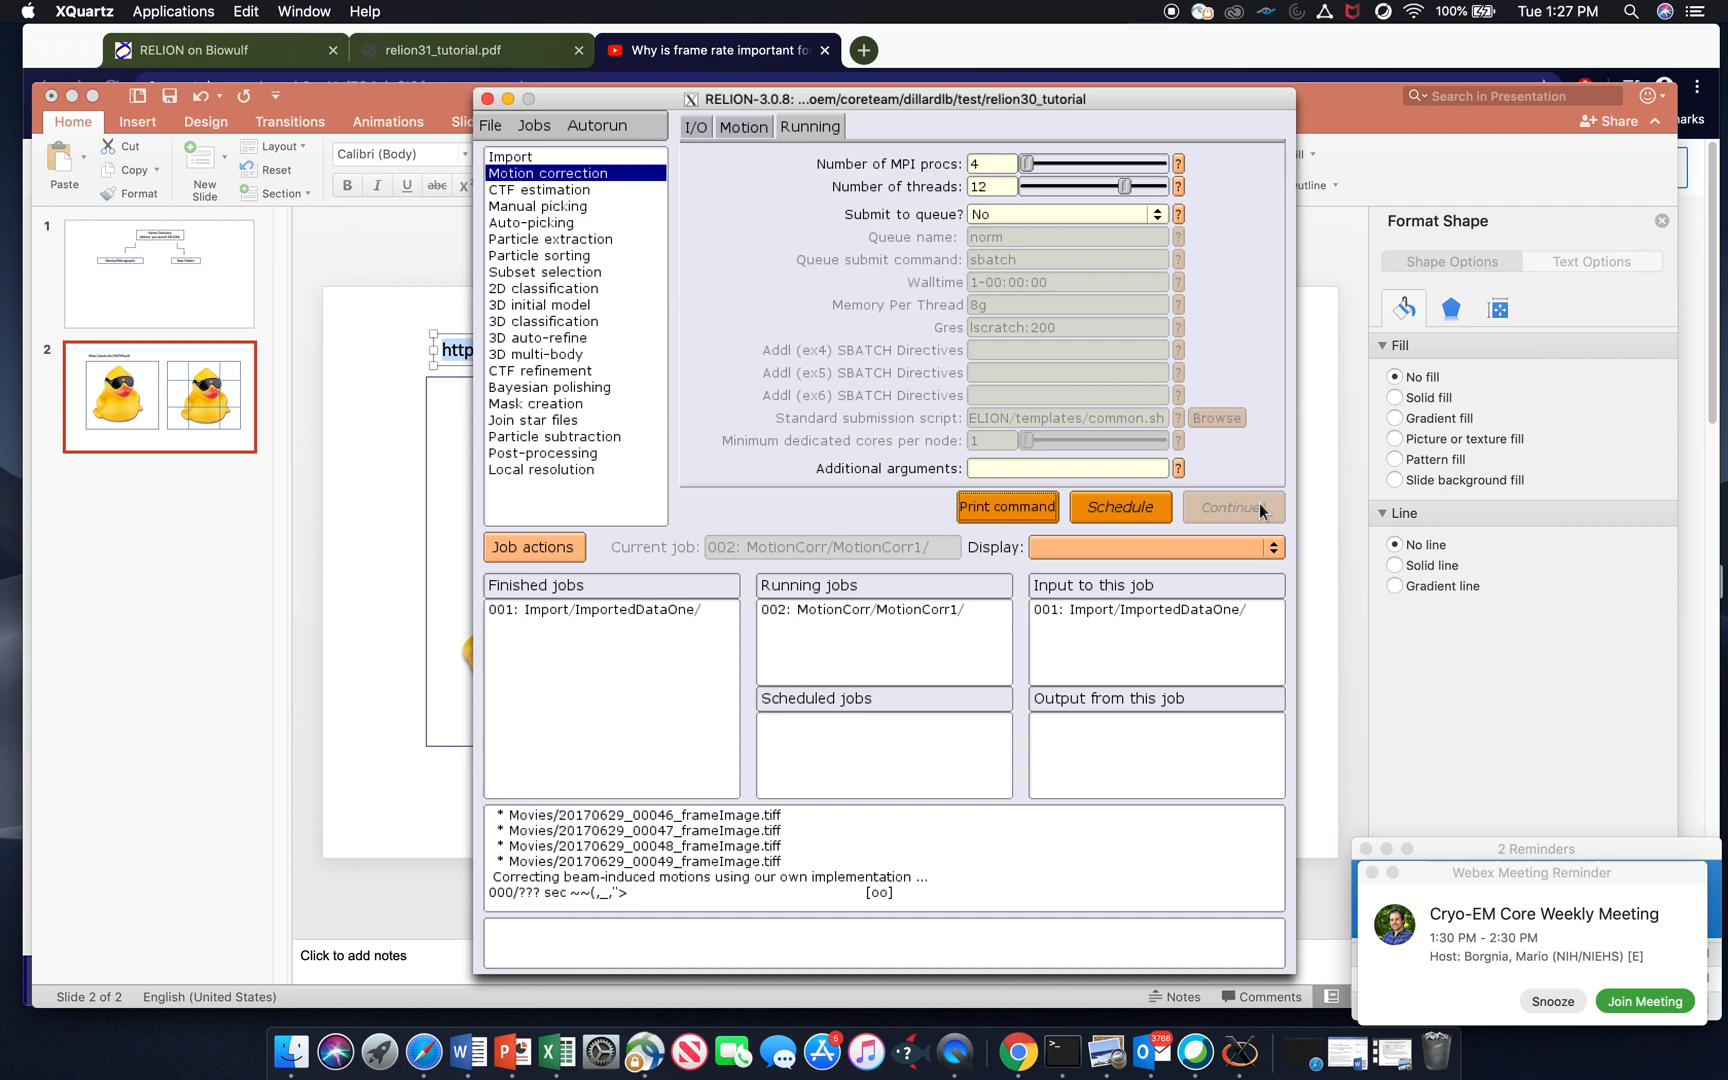 XQuartz Applications Edit Window Help
100% Tue 1:27 PM
RELION on Biowulf
relion31_tutorial.pdf
Why is frame rate important fo
Home Insert Design Transitions Animations
Search in Presentation
Share
arks
Paste
Cut
Copy
Format
New
Slide
Layout
Reset
Section
Calibri (Body)
B I U abc X
utline
RELION-3.0.8: ...oem/coreteam/dillardlb/test/relion30_tutorial
File Jobs Autorun
I/O Motion Running
Import
Motion correction
CTF estimation
Manual picking
Auto-picking
Particle extraction
Particle sorting
Subset selection
2D classification
3D initial model
3D classification
3D auto-refine
3D multi-body
CTF refinement
Bayesian polishing
Mask creation
Join star files
Particle subtraction
Post-processing
Local resolution
Number of MPI procs: 4 ?
Number of threads: 12 ?
Submit to queue? No ?
Queue name: norm ?
Queue submit command: sbatch ?
Walltime 1-00:00:00 ?
Memory Per Thread 8g ?
Gres lscratch:200 ?
Addl (ex4) SBATCH Directives ?
Addl (ex5) SBATCH Directives ?
Addl (ex6) SBATCH Directives ?
Standard submission script: ELION/templates/common.sh ? Browse
Minimum dedicated cores per node: 1 ?
Additional arguments: ?
Print command Schedule Continue
Job actions Current job: 002: MotionCorr/MotionCorr1/ Display:
Finished jobs
001: Import/ImportedDataOne/
Running jobs
002: MotionCorr/MotionCorr1/
Input to this job
001: Import/ImportedDataOne/
Scheduled jobs
Output from this job
* Movies/20170629_00046_frameImage.tiff
* Movies/20170629_00047_frameImage.tiff
* Movies/20170629_00048_frameImage.tiff
* Movies/20170629_00049_frameImage.tiff
Correcting beam-induced motions using our own implementation ...
000/??? sec ~~(,_,"> [oo]
1
2
http
Click to add notes
Slide 2 of 2 English (United States)
Notes Comments
Format Shape
Shape Options Text Options
Fill
No fill
Solid fill
Gradient fill
Picture or texture fill
Pattern fill
Slide background fill
Line
No line
Solid line
Gradient line
2 Reminders
Webex Meeting Reminder
Cryo-EM Core Weekly Meeting
1:30 PM - 2:30 PM
Host: Borgnia, Mario (NIH/NIEHS) [E]
Snooze Join Meeting
5
3768